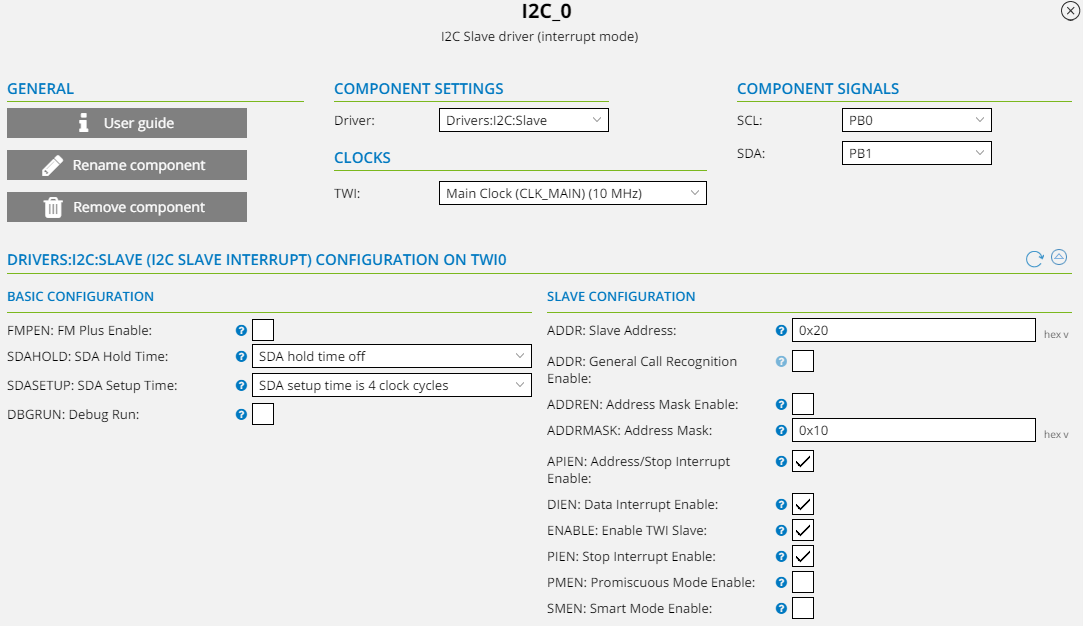 I2C_0
I2C Slave driver (interrupt mode)
GENERAL
User guide
Rename component
Remove component
COMPONENT SETTINGS
Driver: Drivers:I2C:Slave
CLOCKS
TWI: Main Clock (CLK_MAIN) (10 MHz)
COMPONENT SIGNALS
SCL: PB0
SDA: PB1
DRIVERS:I2C:SLAVE (I2C SLAVE INTERRUPT) CONFIGURATION ON TWI0
BASIC CONFIGURATION
FMPEN: FM Plus Enable:
SDAHOLD: SDA Hold Time: SDA hold time off
SDASETUP: SDA Setup Time: SDA setup time is 4 clock cycles
DBGRUN: Debug Run:
SLAVE CONFIGURATION
ADDR: Slave Address: 0x20 hex v
ADDR: General Call Recognition
Enable:
ADDREN: Address Mask Enable:
ADDRMASK: Address Mask: 0x10 hex v
APIEN: Address/Stop Interrupt
Enable:
DIEN: Data Interrupt Enable:
ENABLE: Enable TWI Slave:
PIEN: Stop Interrupt Enable:
PMEN: Promiscuous Mode Enable:
SMEN: Smart Mode Enable: